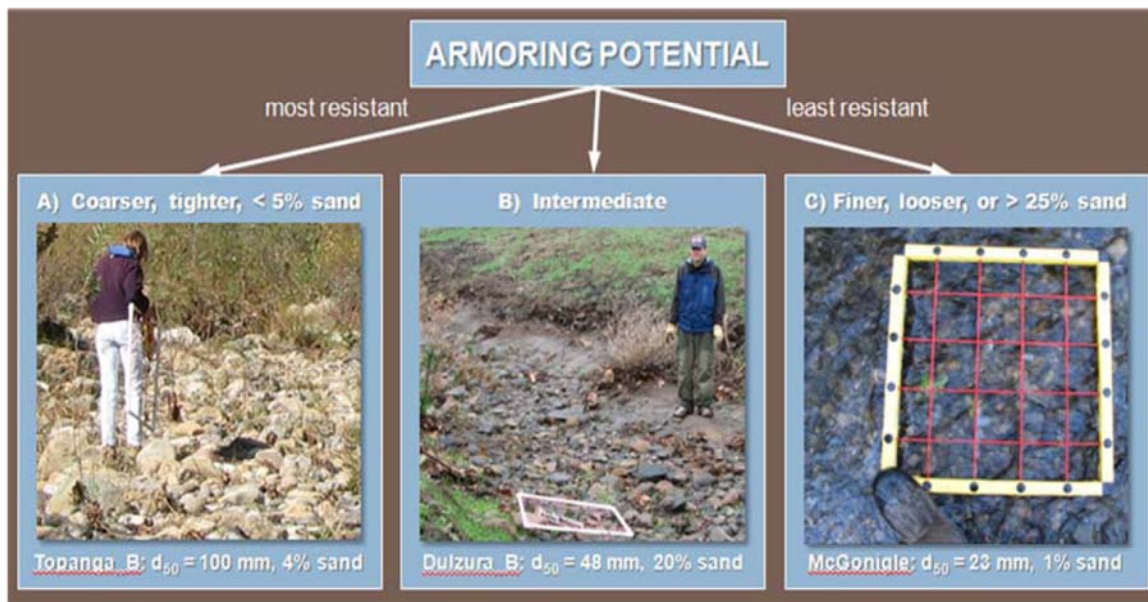 ARMORING POTENTIAL
most resistant
least resistant
A) Coarser, tighter, < 5% sand
B) Intermediate
C) Finer, looser, or > 25% sand
Topanga_B: d50 = 100 mm, 4% sand
Dulzura_B: d50 = 48 mm, 20% sand
McGonigle: d50 = 23 mm, 1% sand